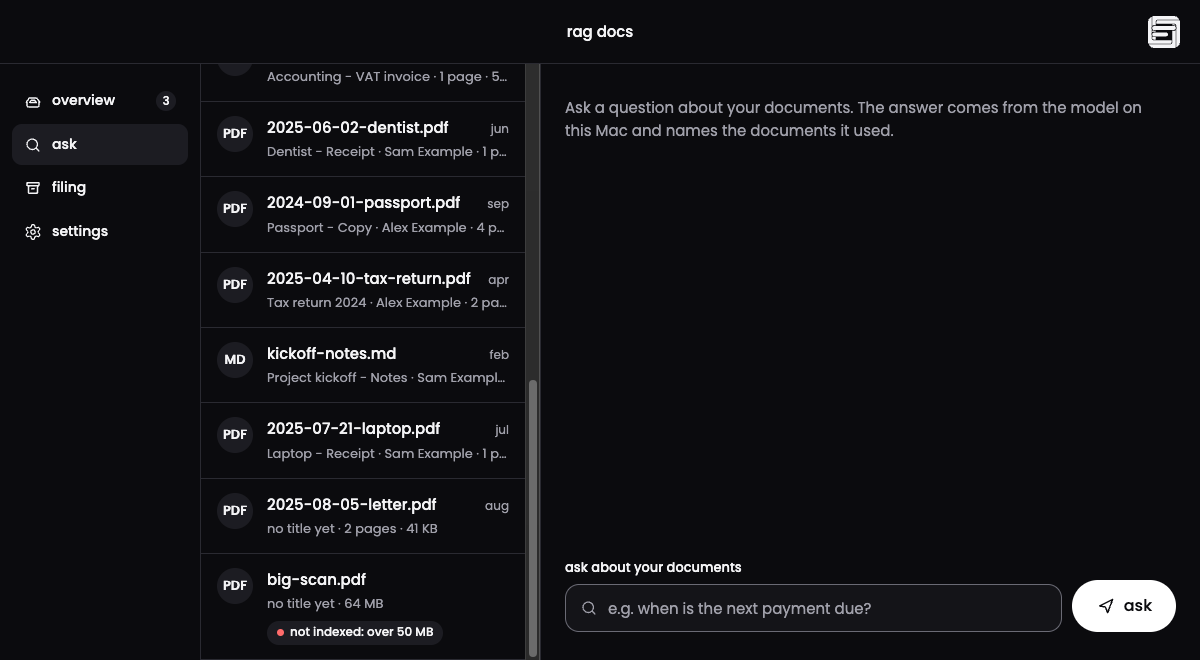 rag docs
overview 3
ask
filing
settings
Accounting - VAT invoice · 1 page · 5...
PDF 2025-06-02-dentist.pdf jun
Dentist - Receipt · Sam Example · 1 p...
PDF 2024-09-01-passport.pdf sep
Passport - Copy · Alex Example · 4 p...
PDF 2025-04-10-tax-return.pdf apr
Tax return 2024 · Alex Example · 2 pa...
MD kickoff-notes.md feb
Project kickoff - Notes · Sam Exampl...
PDF 2025-07-21-laptop.pdf jul
Laptop - Receipt · Sam Example · 1 p...
PDF 2025-08-05-letter.pdf aug
no title yet · 2 pages · 41 KB
PDF big-scan.pdf
no title yet · 64 MB
not indexed: over 50 MB
Ask a question about your documents. The answer comes from the model on
this Mac and names the documents it used.
ask about your documents
e.g. when is the next payment due?
ask